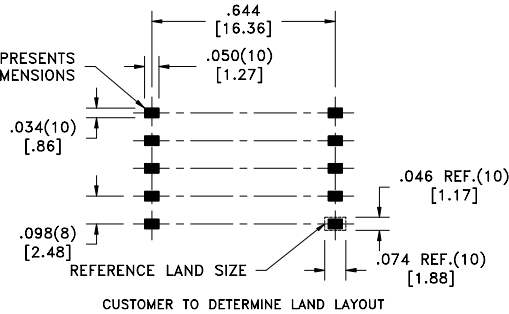 .644
[16.36]
PRESENTS
MENSIONS
.050(10)
[1.27]
.034(10)
[.86]
.046 REF.(10)
[1.17]
.098(8)
[2.48]
REFERENCE LAND SIZE
.074 REF.(10)
[1.88]
CUSTOMER TO DETERMINE LAND LAYOUT